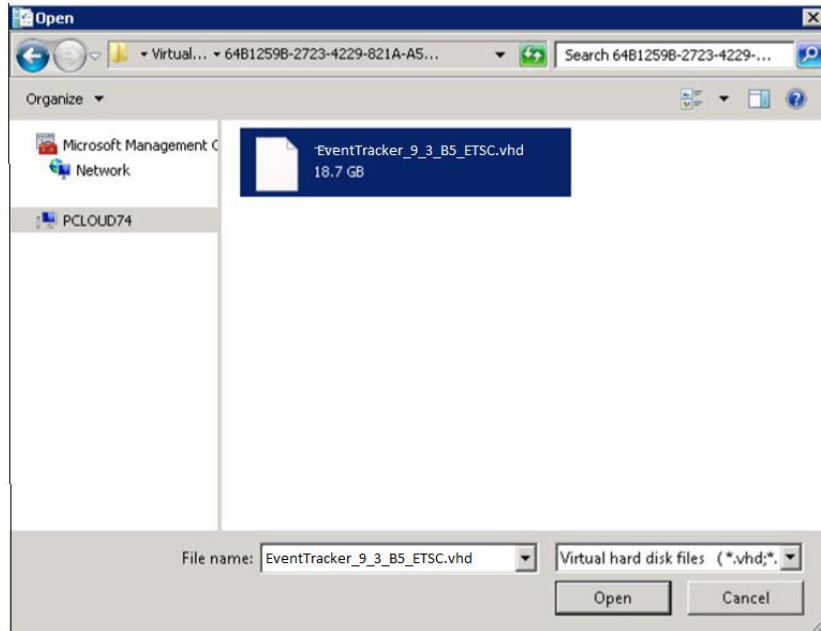 Open
Virtual... 64B1259B-2723-4229-821A-A5...
Search 64B1259B-2723-4229-...
Organize
Microsoft Management C
Network
PCLOUD74
EventTracker_9_3_B5_ETSC.vhd
18.7 GB
File name: EventTracker_9_3_B5_ETSC.vhd
Virtual hard disk files (*.vhd;*.
Open Cancel